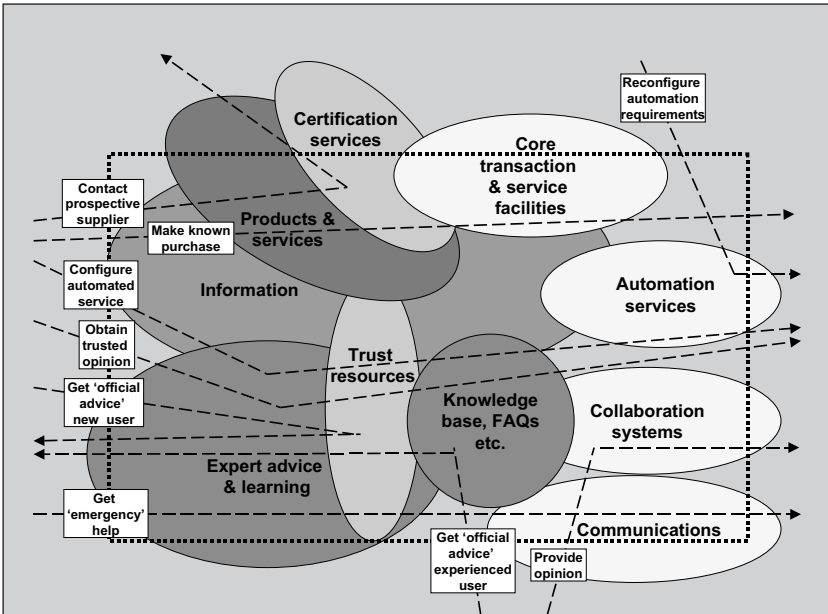 Certification
services
Core
transaction
& service
facilities
Reconfigure
automation
requirements
Contact
prospective
supplier
Products &
services
Make known
purchase
Configure
automated
service
Information
Automation
services
Obtain
trusted
opinion
Trust
resources
Get ‘official
advice’
new user
Knowledge
base, FAQs
etc.
Collaboration
systems
Expert advice
& learning
Get
‘emergency’
help
Communications
Get ‘official
advice’
experienced
user
Provide
opinion